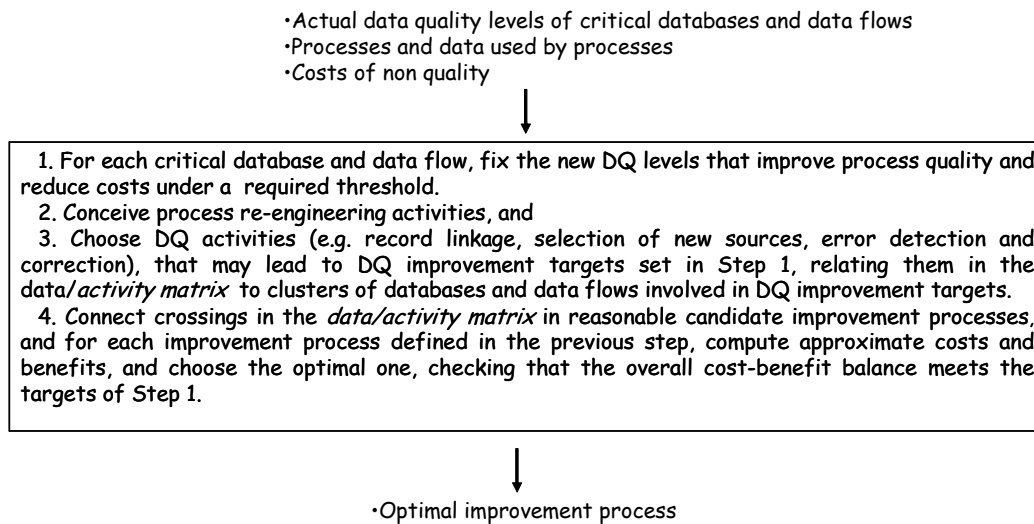 •Actual data quality levels of critical databases and data flows
•Processes and data used by processes
•Costs of non quality
1. For each critical database and data flow, fix the new DQ levels that improve process quality and
reduce costs under a required threshold.
2. Conceive process re-engineering activities, and
3. Choose DQ activities (e.g. record linkage, selection of new sources, error detection and
correction), that may lead to DQ improvement targets set in Step 1, relating them in the
data/activity matrix to clusters of databases and data flows involved in DQ improvement targets.
4. Connect crossings in the data/activity matrix in reasonable candidate improvement processes,
and for each improvement process defined in the previous step, compute approximate costs and
benefits, and choose the optimal one, checking that the overall cost-benefit balance meets the
targets of Step 1.
•Optimal improvement process